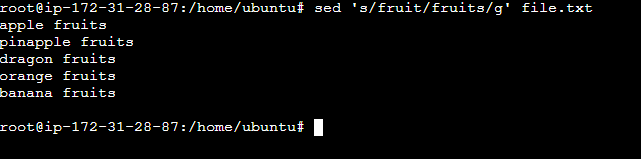 root@ip-172-31-28-87:/home/ubuntu# sed 's/fruit/fruits/g' file.txt
apple fruits
pinapple fruits
dragon fruits
orange fruits
banana fruits
root@ip-172-31-28-87:/home/ubuntu#